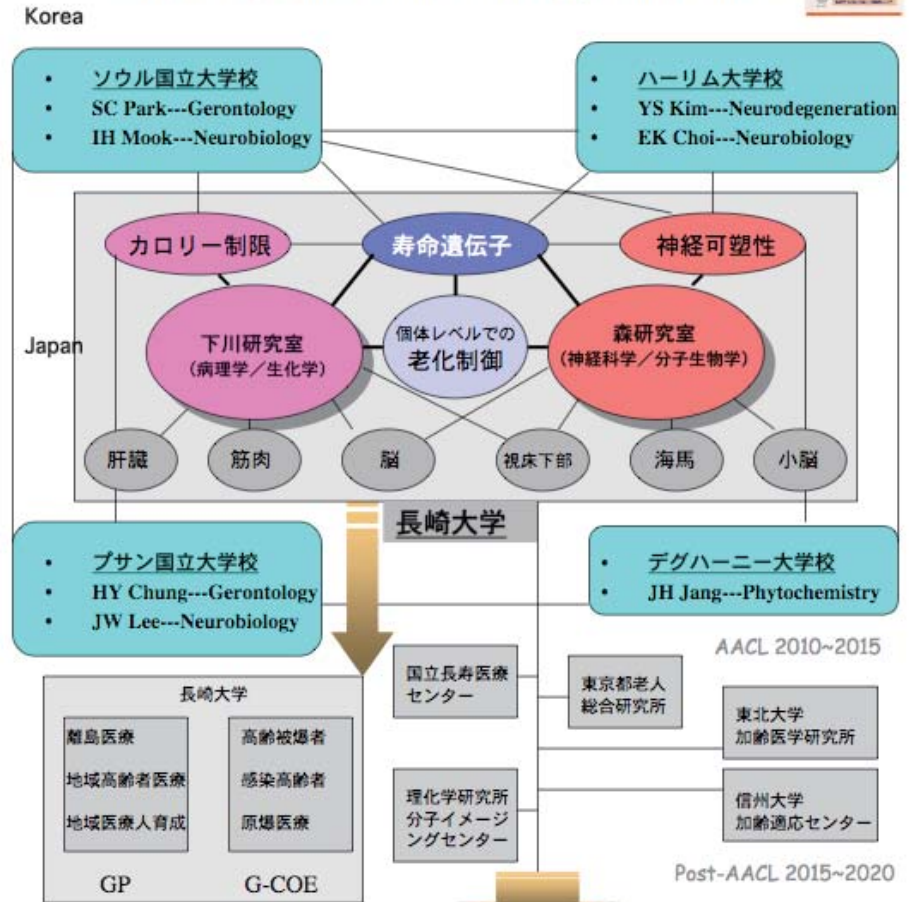 Korea
ソウル国立大学校
SC Park---Gerontology
IH Mook---Neurobiology
ハーリム大学校
YS Kim---Neurodegeneration
EK Choi---Neurobiology
カロリー制限
寿命遺伝子
神経可塑性
Japan
下川研究室
(病理学/生化学)
個体レベルでの
老化制御
森研究室
(神経科学/分子生物学)
肝臓
筋肉
脳
視床下部
海馬
小脳
長崎大学
プサン国立大学校
HY Chung---Gerontology
JW Lee---Neurobiology
デグハーニー大学校
JH Jang---Phytochemistry
AACL 2010~2015
長崎大学
離島医療
地域高齢者医療
地域医療人育成
GP
高齢被爆者
感染高齢者
原爆医療
G-COE
国立長寿医療
センター
東京都老人
総合研究所
東北大学
加齢医学研究所
理化学研究所
分子イメージ
ングセンター
信州大学
加齢適応センター
Post-AACL 2015~2020